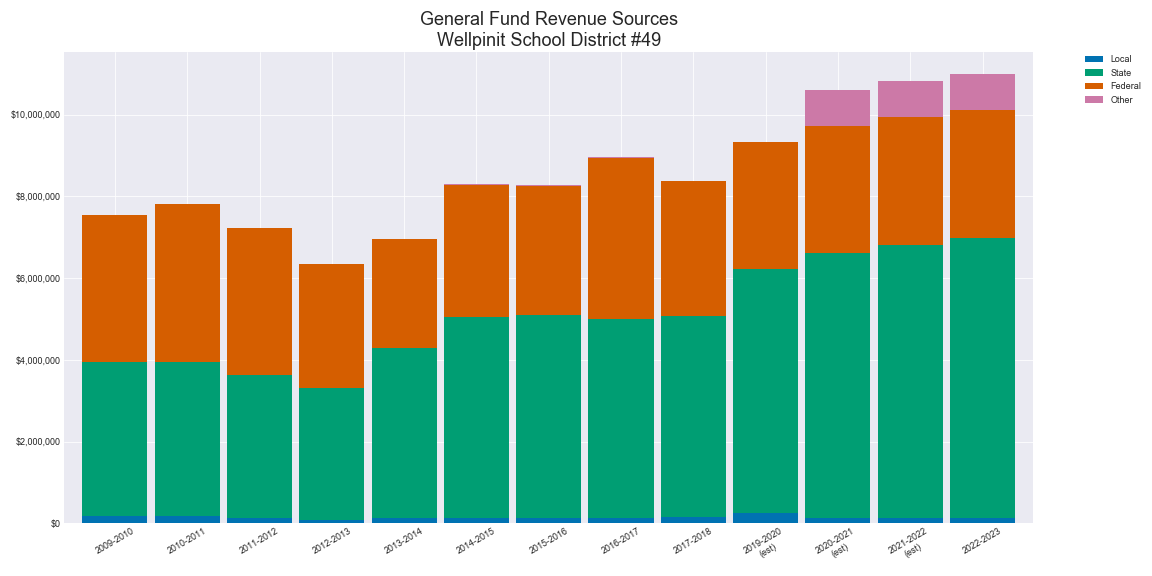 General Fund Revenue Sources
Wellpinit School District #49
Local
State
Federal
Other
$10,000,000
$8,000,000
$6,000,000
$4,000,000
$2,000,000
$0
2009-2010
2010-2011
2011-2012
2012-2013
2013-2014
2014-2015
2015-2016
2016-2017
2017-2018
2019-2020
(est)
2020-2021
(est)
2021-2022
(est)
2022-2023